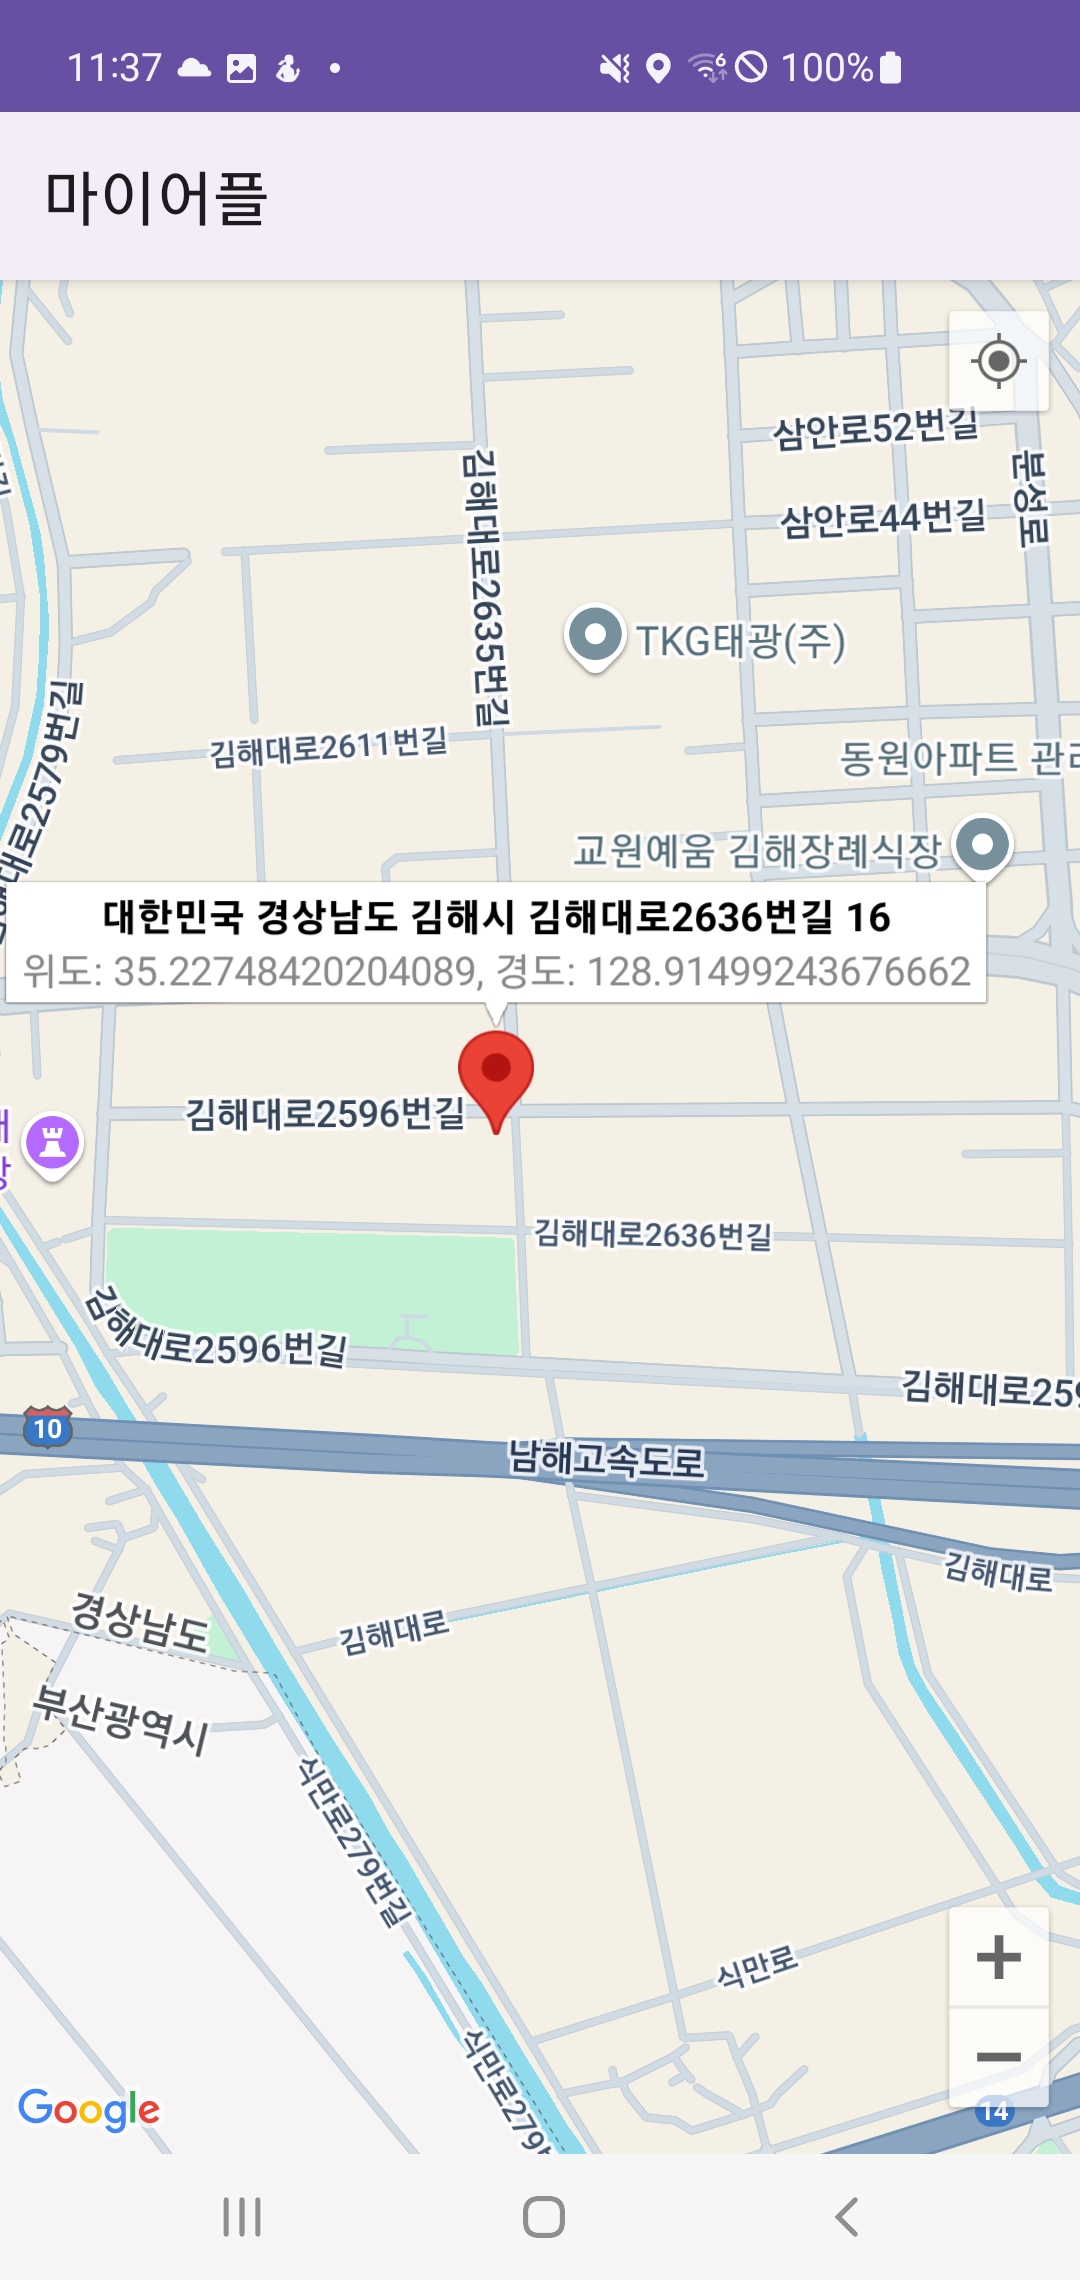 11:37
6
100%
마이어플
삼안로52번길
삼안로44번길
분성로
김해대로2635번길
TKG태광(주)
김해대로2611번길
동원아파트 관리
대로2579번길
교원예움 김해장례식장
대한민국 경상남도 김해시 김해대로2636번길 16
위도: 35.22748420204089, 경도: 128.91499243676662
김해대로2596번길
김해대로2636번길
김해대로2596번길
김해대로259
10
남해고속도로
김해대로
김해대로
경상남도
부산광역시
식만로279번길
식만로
식만로279번
14
Google